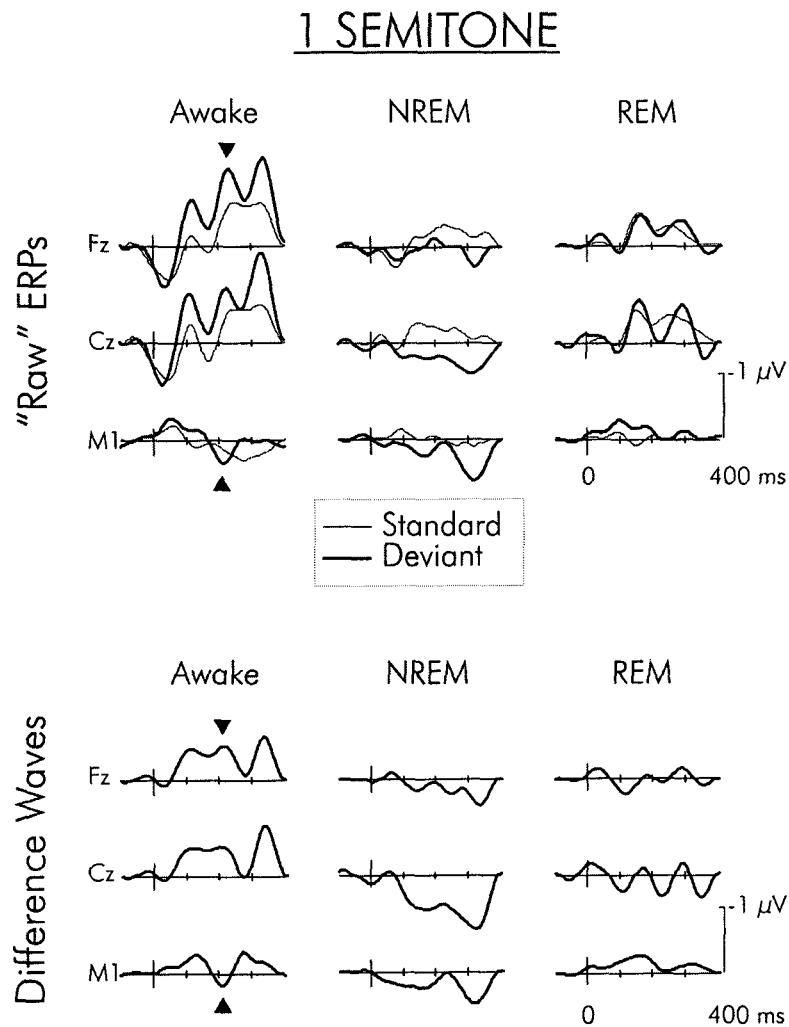 1 SEMITONE
Awake NREM REM
"Raw" ERPs
Fz
Cz
-1 µV
M1
0 400 ms
Standard
Deviant
Awake NREM REM
Difference Waves
Fz
Cz
-1 µV
M1
0 400 ms